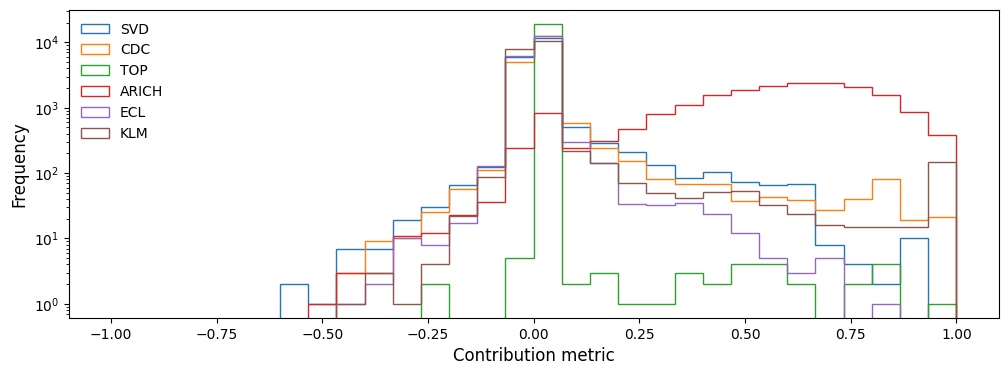 SVD
CDC
TOP
ARICH
ECL
KLM
Frequency
10⁴
10³
10²
10¹
10⁰
−1.00 −0.75 −0.50 −0.25 0.00 0.25 0.50 0.75 1.00
Contribution metric